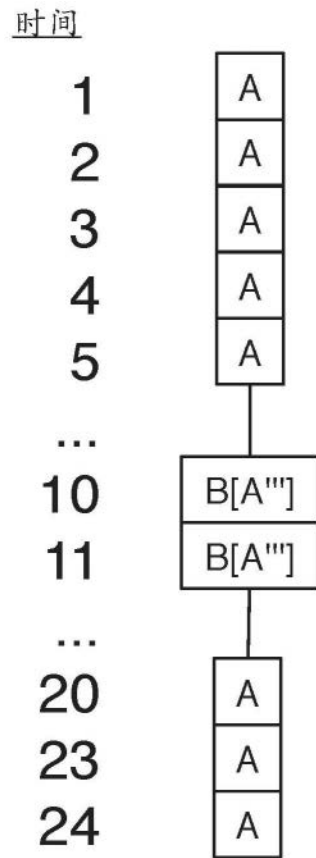 时间
1 A
2 A
3 A
4 A
5 A
...
10 B[A''']
11 B[A''']
...
20 A
23 A
24 A